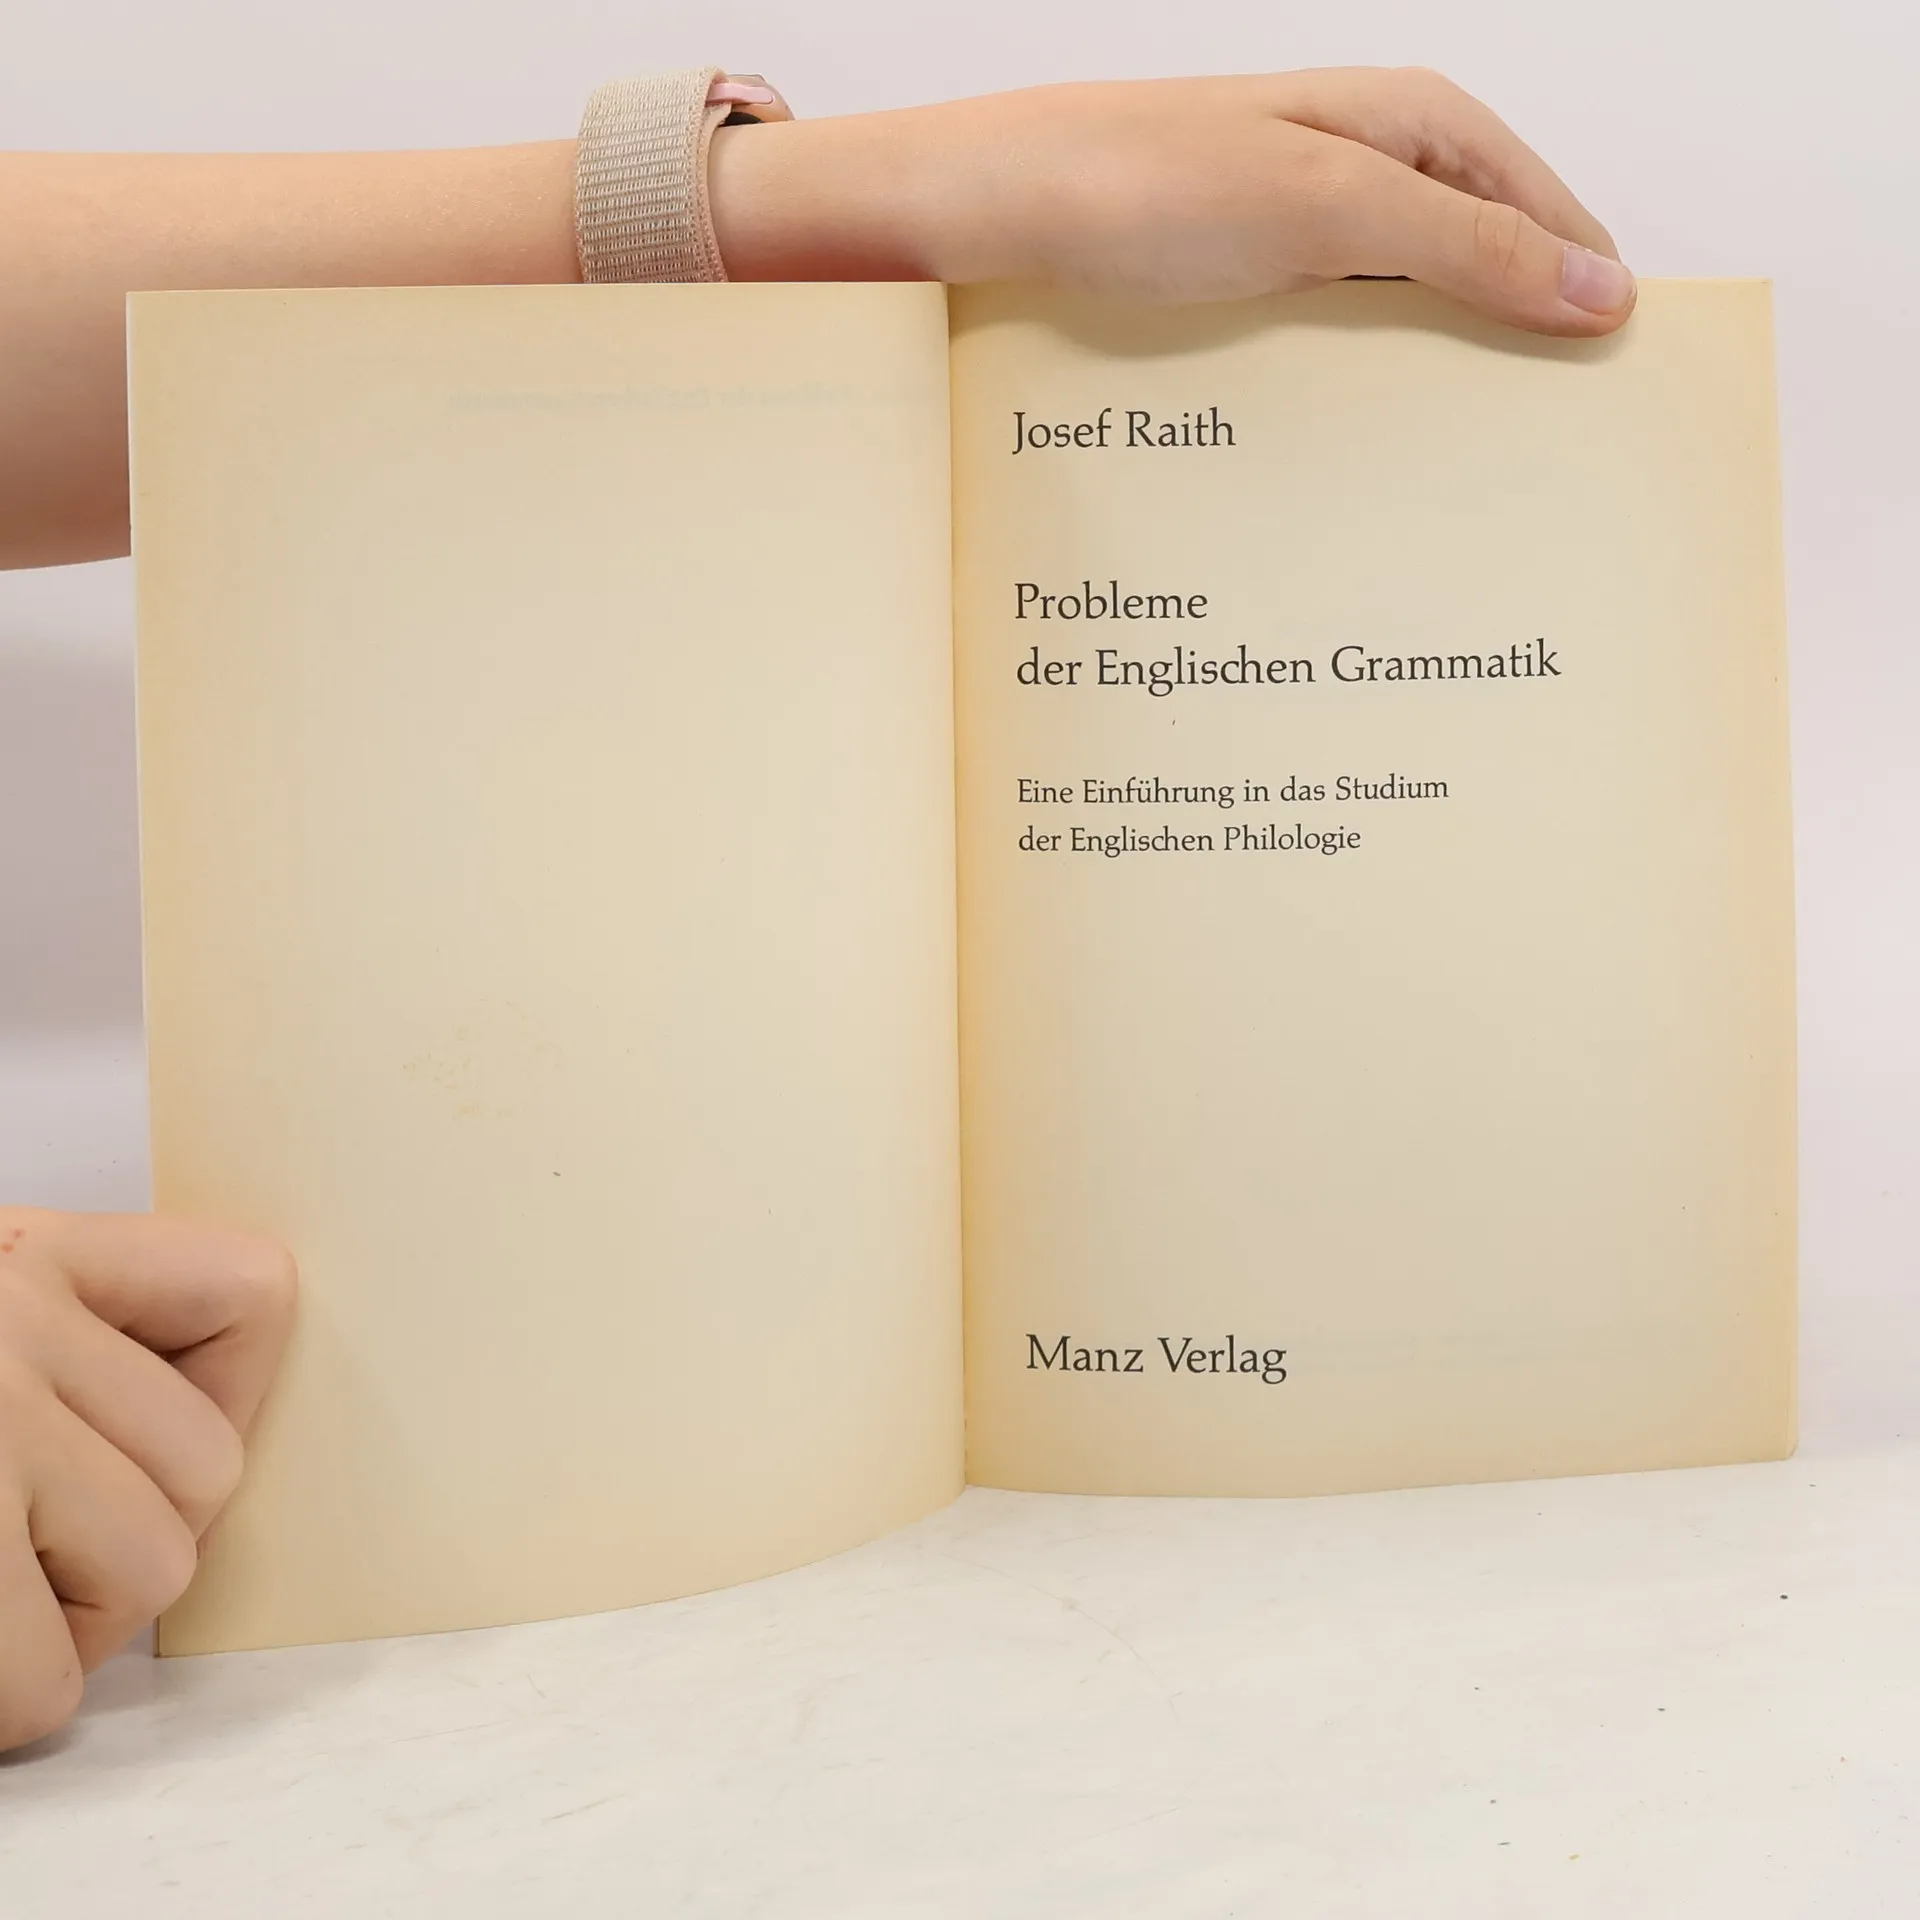 Josef Raith
Probleme
der Englischen Grammatik
Eine Einführung in das Studium
der Englischen Philologie
Manz Verlag